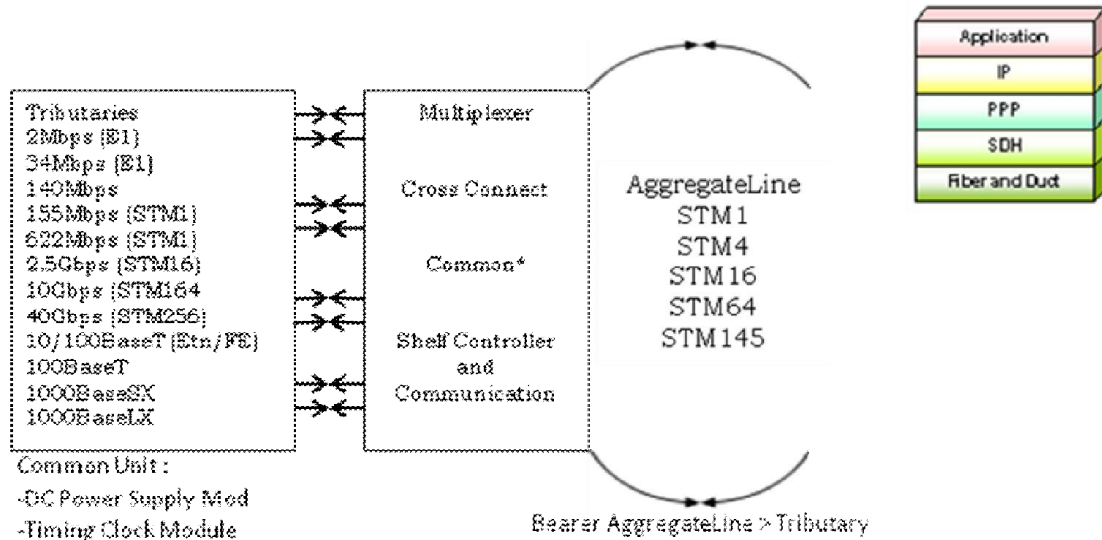 Tributaries
2Mbps (E1)
34Mbps (E1)
140Mbps
155Mbps (STM1)
622Mbps (STM1)
2.5Gbps (STM16)
10Gbps (STM164
40Gbps (STM256)
10/100BaseT (Etn/FE)
100BaseT
1000BaseSX
1000BaseLX
Common Unit :
-DC Power Supply Mod
-Timing Clock Module
Multiplexer
Cross Connect
Common*
Shelf Controller
and
Communication
AggregateLine
STM1
STM4
STM16
STM64
STM145
Bearer AggregateLine > Tributary
Application
IP
PPP
SDH
Fiber and Duct